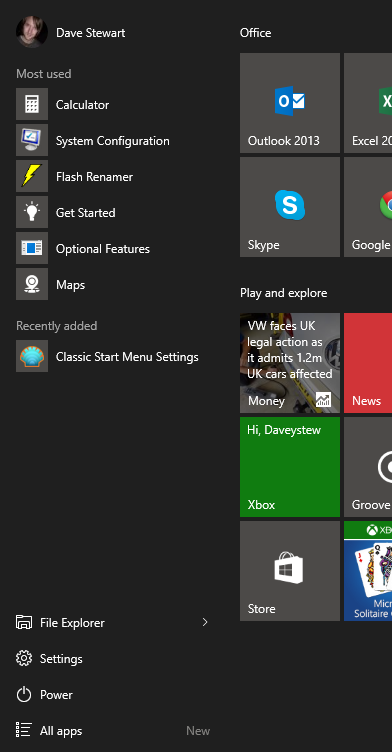 Dave Stewart
Most used
Calculator
System Configuration
Flash Renamer
Get Started
Optional Features
Maps
Recently added
Classic Start Menu Settings
File Explorer
Settings
Power
All apps
New
Office
Outlook 2013
Excel 20
Skype
Google
Play and explore
VW faces UK
legal action as
it admits 1.2m
UK cars affected
Money
News
Hi, Daveystew
Xbox
Groove
Store
XB
Micr
Solitaire